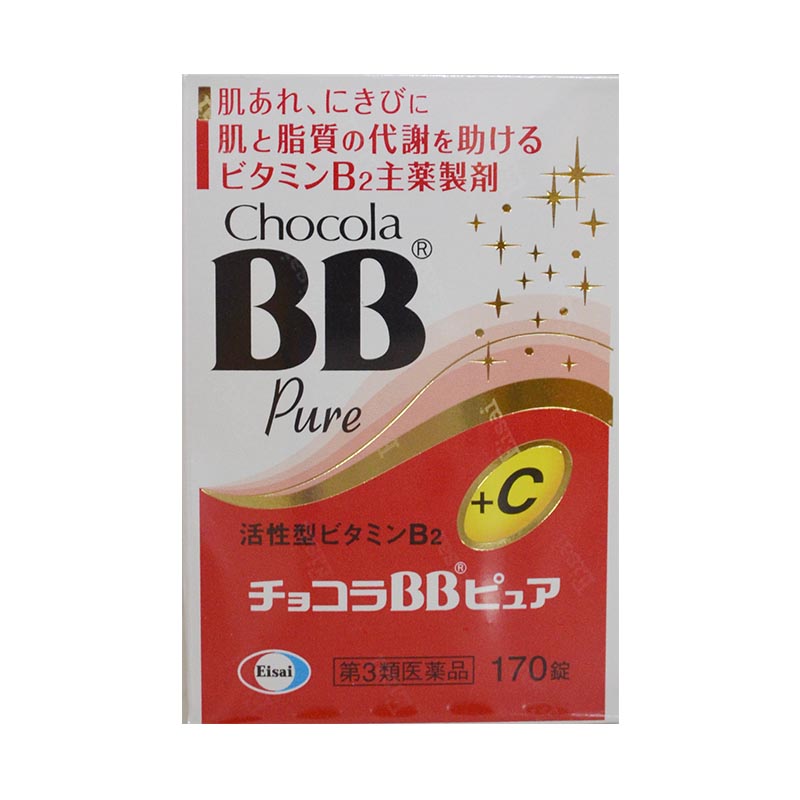 肌あれ、にきびに
肌と脂質の代謝を助ける
ビタミンB2主薬製剤
Chocola
BB®
Pure
+C
活性型ビタミンB2
チョコラBB®ピュア
Eisai
第3類医薬品
170錠